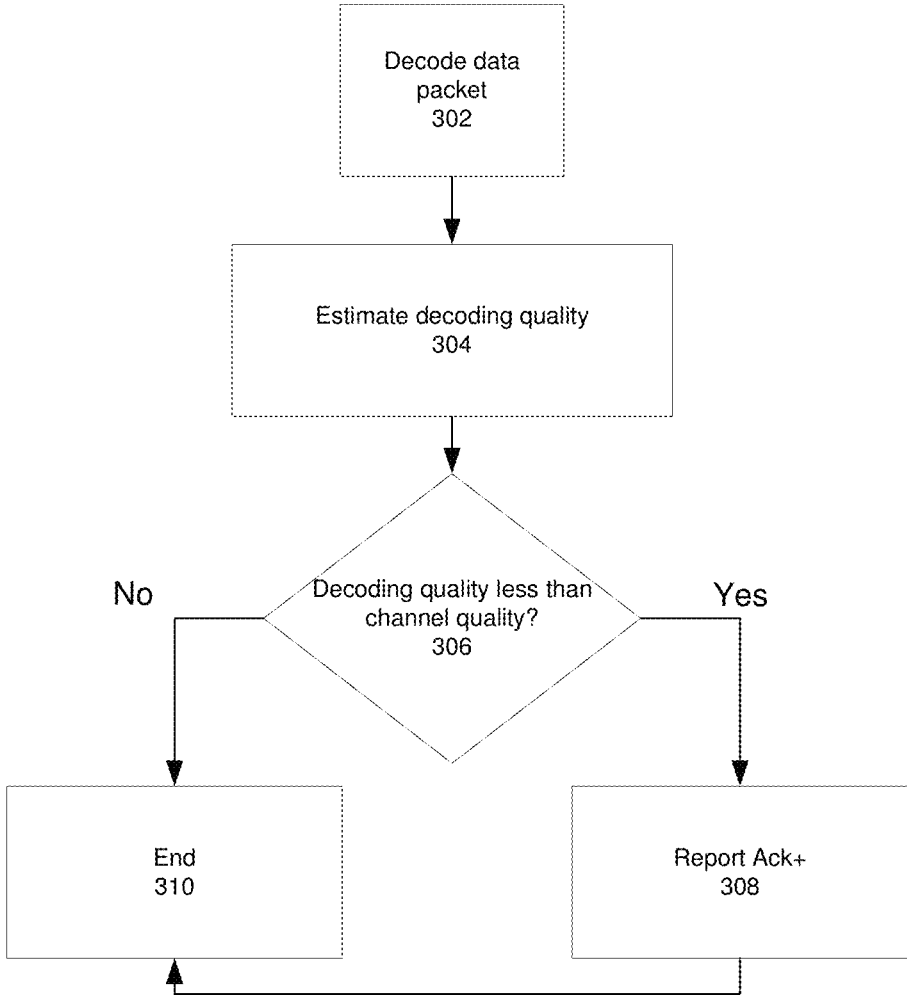 Decode data
packet
302
Estimate decoding quality
304
Decoding quality less than
channel quality?
306
No
Yes
End
310
Report Ack+
308